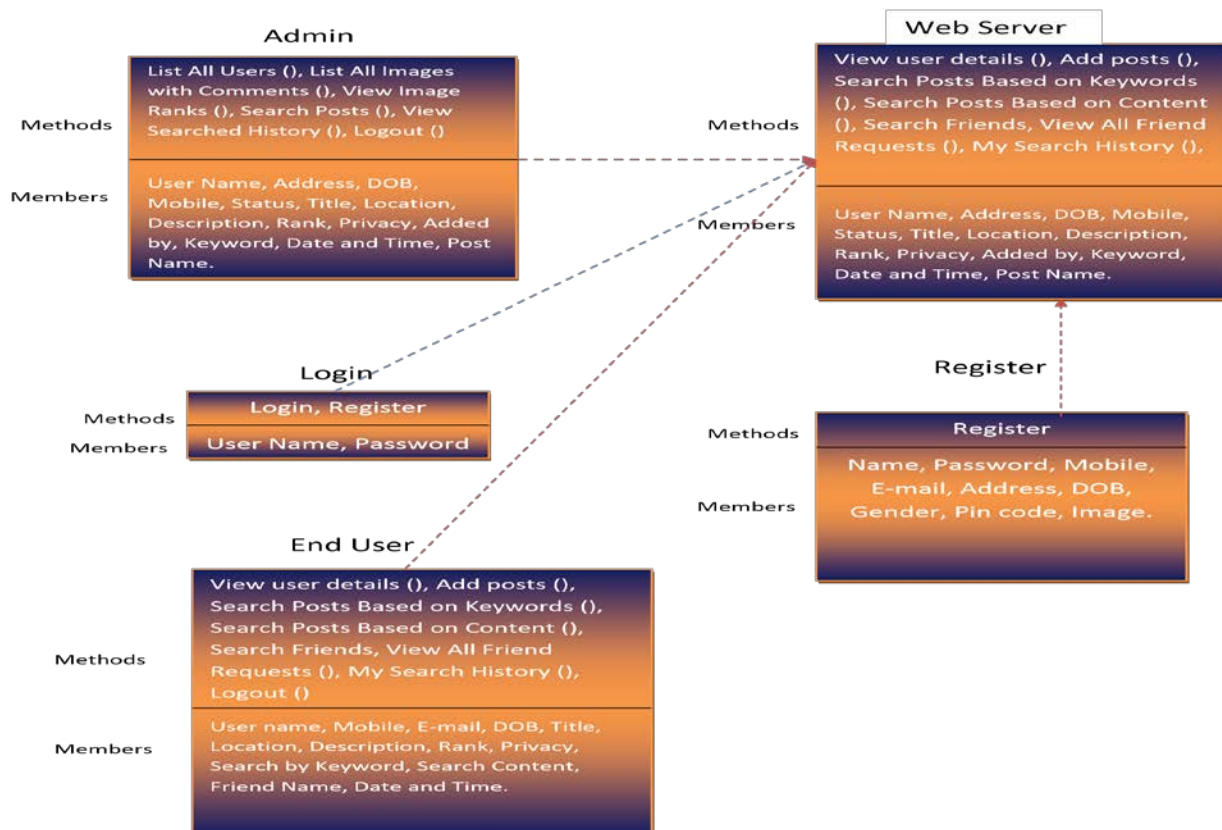 Admin
List All Users (), List All Images
with Comments (), View Image
Ranks (), Search Posts (), View
Searched History (), Logout ()
Methods
Members
User Name, Address, DOB,
Mobile, Status, Title, Location,
Description, Rank, Privacy, Added
by, Keyword, Date and Time, Post
Name.
Web Server
View user details (), Add posts (),
Search Posts Based on Keywords
(), Search Posts Based on Content
(), Search Friends, View All Friend
Requests (), My Search History (),
Methods
Members
User Name, Address, DOB, Mobile,
Status, Title, Location, Description,
Rank, Privacy, Added by, Keyword,
Date and Time, Post Name.
Login
Methods
Login, Register
Members
User Name, Password
Register
Methods
Register
Members
Name, Password, Mobile,
E-mail, Address, DOB,
Gender, Pin code, Image.
End User
View user details (), Add posts (),
Search Posts Based on Keywords (),
Search Posts Based on Content (),
Search Friends, View All Friend
Requests (), My Search History (),
Logout ()
Methods
Members
User name, Mobile, E-mail, DOB, Title,
Location, Description, Rank, Privacy,
Search by Keyword, Search Content,
Friend Name, Date and Time.